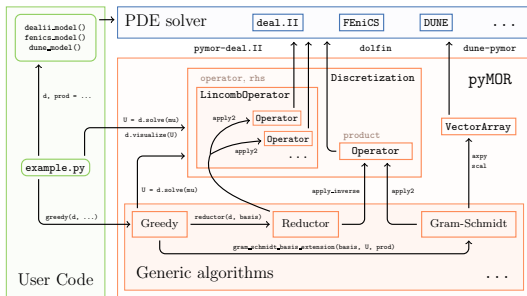 dealii_model()
fenics_model()
dune_model()
PDE solver
deal.II
FEniCS
DUNE
...
pymor-deal.II
dolfin
dune-pymor
d, prod = ...
operator, rhs
Discretization
pyMOR
LincombOperator
apply2
Operator
apply2
Operator
...
product
Operator
VectorArray
U = d.solve(mu)
d.visualize(U)
example.py
U = d.solve(mu)
apply_inverse
apply2
axpy
scal
greedy(d, ...)
Greedy
reductor(d, basis)
Reductor
Gram-Schmidt
gram_schmidt_basis_extension(basis, U, prod)
User Code
Generic algorithms
...